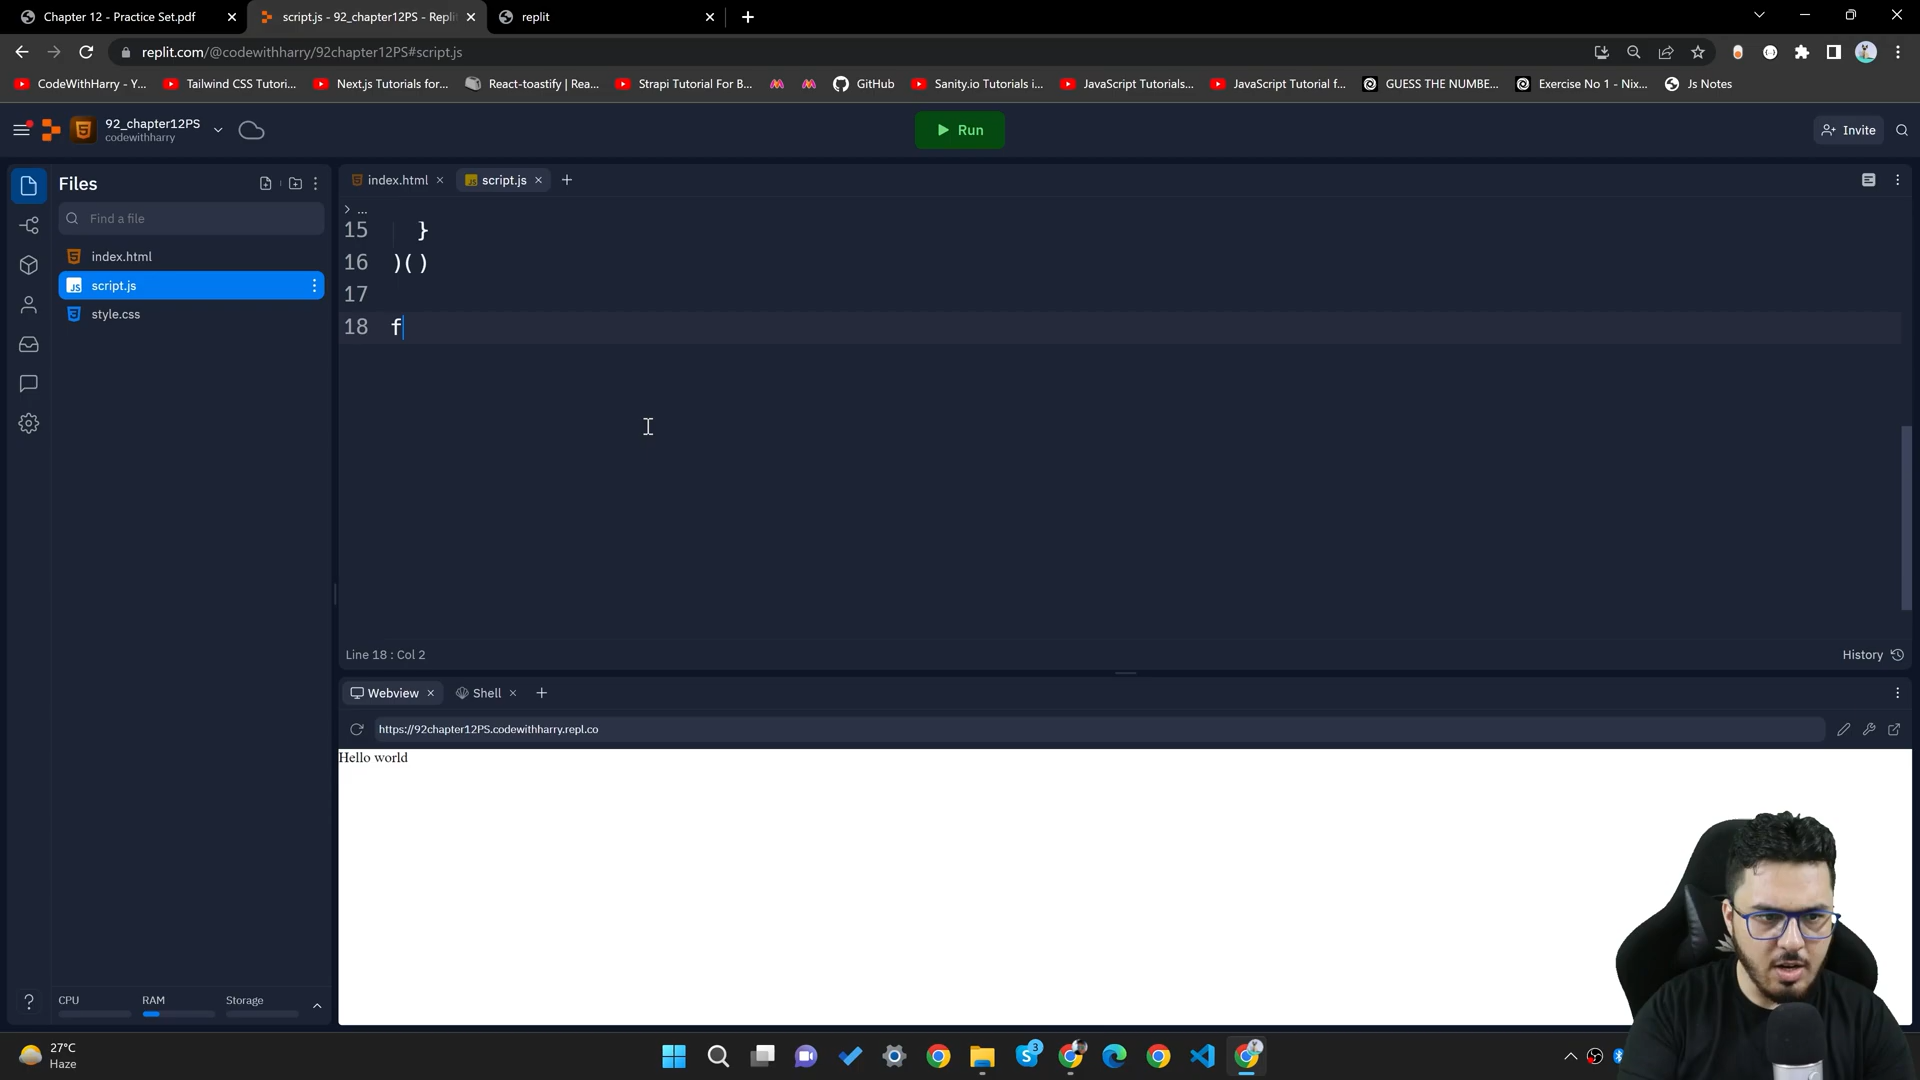 Chapter 12 - Practice Set.pdf
script.js - 92_chapter12PS - Replit
replit
replit.com/@codewithharry/92chapter12PS#script.js
CodeWithHarry - Y...
Tailwind CSS Tutori...
Next.js Tutorials for...
React-toastify | Rea...
Strapi Tutorial For B...
GitHub
Sanity.io Tutorials i...
JavaScript Tutorials...
JavaScript Tutorial f...
GUESS THE NUMBE...
Exercise No 1 - Nix...
Js Notes
92_chapter12PS
codewithharry
Run
Invite
Files
Find a file
index.html
script.js
style.css
index.html
script.js
> ...
15 }
16 )()
17
18 f
Line 18 : Col 2
History
Webview
Shell
https://92chapter12PS.codewithharry.repl.co
Hello world
CPU
RAM
Storage
27°C
Haze
3